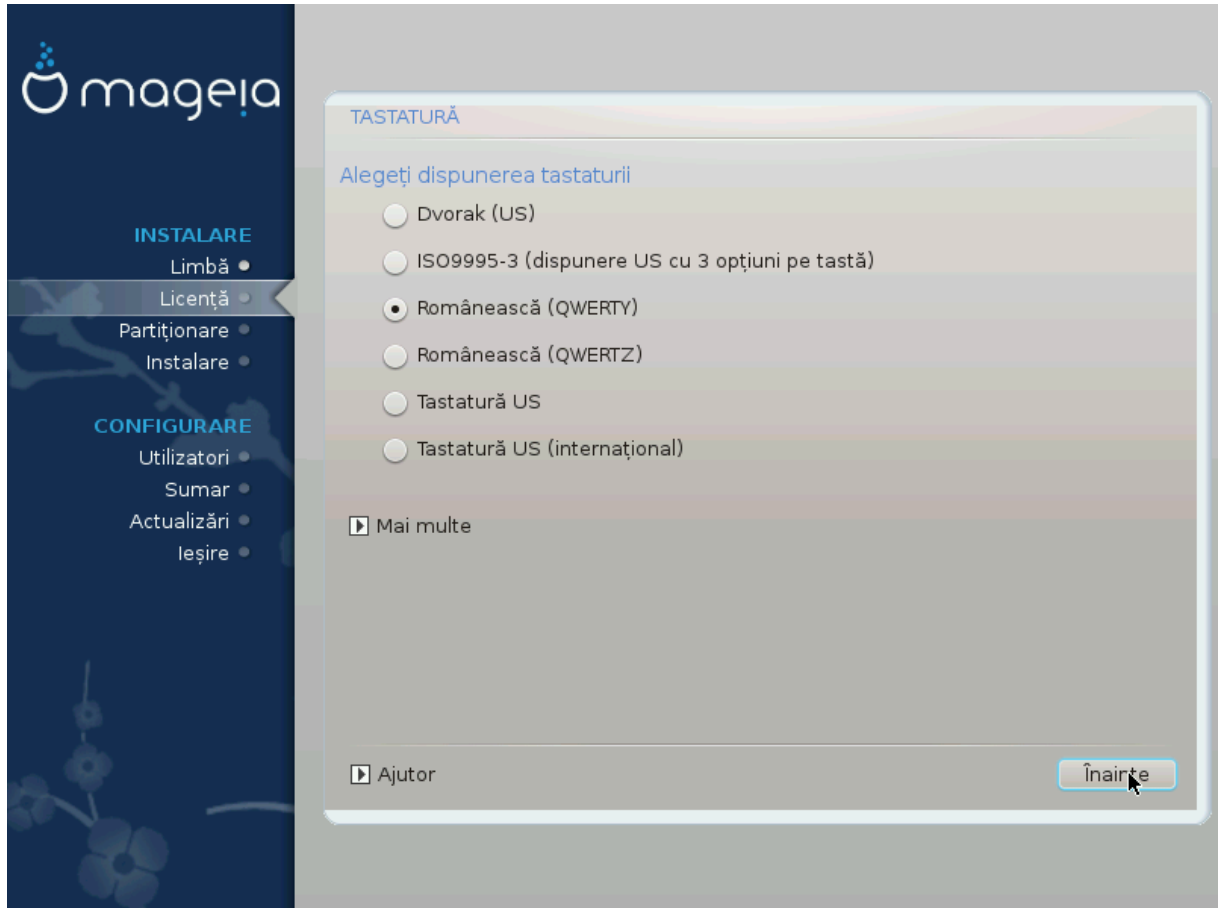 mageia
INSTALARE
Limbă
Licență
Partiționare
Instalare
CONFIGURARE
Utilizatori
Sumar
Actualizări
Ieșire
TASTATURĂ
Alegeți dispunerea tastaturii
Dvorak (US)
ISO9995-3 (dispunere US cu 3 opțiuni pe tastă)
Românească (QWERTY)
Românească (QWERTZ)
Tastatură US
Tastatură US (internațional)
Mai multe
Ajutor
Înainte